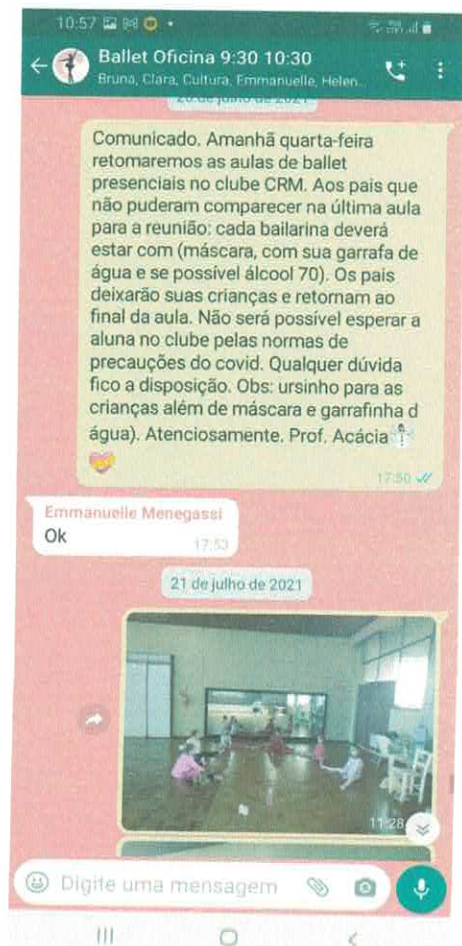 10:57
Ballet Oficina 9:30 10:30
Bruna, Clara, Cultura, Emmanuelle, Helen...
20 de julho de 2021
Comunicado. Amanhã quarta-feira
retomaremos as aulas de ballet
presenciais no clube CRM. Aos pais que
não puderam comparecer na última aula
para a reunião: cada bailarina deverá
estar com (máscara, com sua garrafa de
água e se possível álcool 70). Os pais
deixarão suas crianças e retornam ao
final da aula. Não será possível esperar a
aluna no clube pelas normas de
precauções do covid. Qualquer dúvida
fico a disposição. Obs: ursinho para as
crianças além de máscara e garrafinha d
água). Atenciosamente. Prof. Acácia
17:50
Emmanuelle Menegassi
Ok
17:53
21 de julho de 2021
11:28
Digite uma mensagem